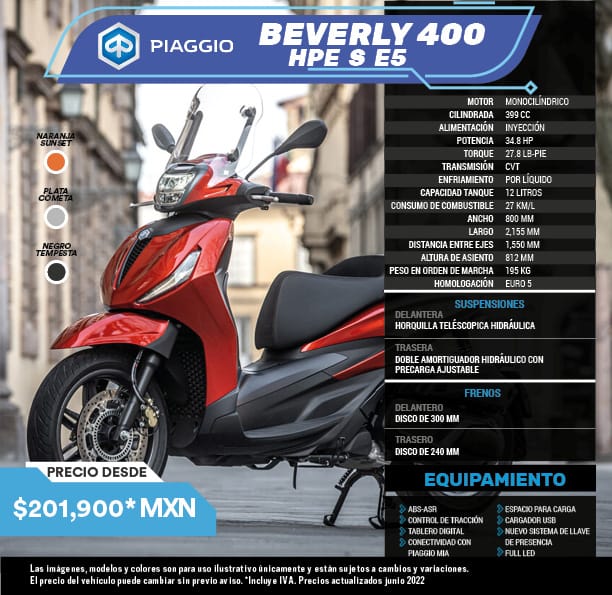 PIAGGIO
BEVERLY 400
HPE S E5
NARANJA
SUNSET
PLATA
COMETA
NEGRO
TEMPESTA
MOTOR MONOCILÍNDRICO
CILINDRADA 399 CC
ALIMENTACIÓN INYECCIÓN
POTENCIA 34.8 HP
TORQUE 27.8 LB-PIE
TRANSMISIÓN CVT
ENFRIAMIENTO POR LÍQUIDO
CAPACIDAD TANQUE 12 LITROS
CONSUMO DE COMBUSTIBLE 27 KM/L
ANCHO 800 MM
LARGO 2,155 MM
DISTANCIA ENTRE EJES 1,550 MM
ALTURA DE ASIENTO 812 MM
PESO EN ORDEN DE MARCHA 195 KG
HOMOLOGACIÓN EURO 5
SUSPENSIONES
DELANTERA
HORQUILLA TELÉSCOPICA HIDRÁULICA
TRASERA
DOBLE AMORTIGUADOR HIDRÁULICO CON
PRECARGA AJUSTABLE
FRENOS
DELANTERO
DISCO DE 300 MM
TRASERO
DISCO DE 240 MM
EQUIPAMIENTO
ABS-ASR
CONTROL DE TRACCIÓN
TABLERO DIGITAL
CONECTIVIDAD CON
PIAGGIO MIA
ESPACIO PARA CARGA
CARGADOR USB
NUEVO SISTEMA DE LLAVE
DE PRESENCIA
FULL LED
PRECIO DESDE
$201,900* MXN
Las imágenes, modelos y colores son para uso ilustrativo únicamente y están sujetos a cambios y variaciones.
El precio del vehículo puede cambiar sin previo aviso. *Incluye IVA. Precios actualizados junio 2022